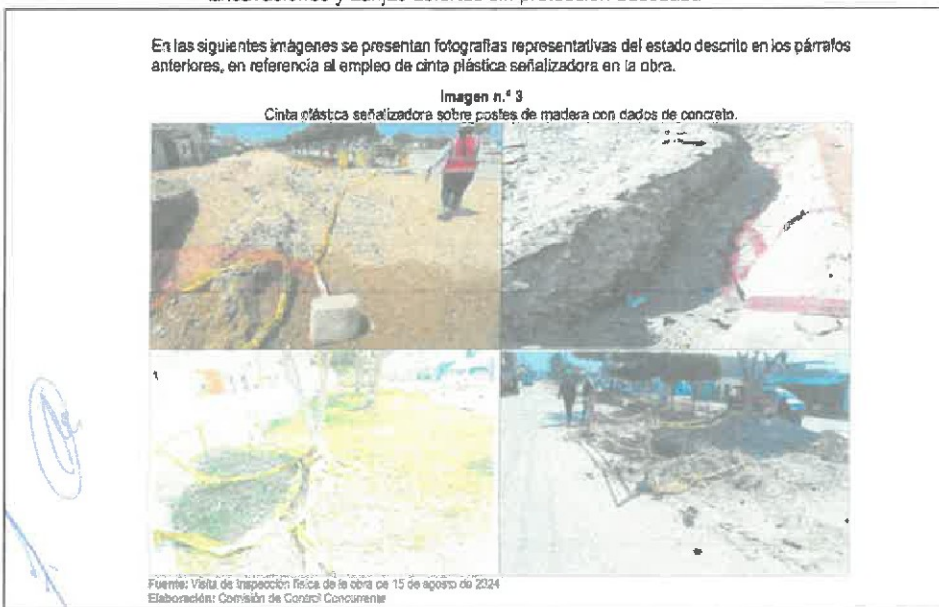 En las siguientes imágenes se presentan fotografías representativas del estado descrito en los párrafos
anteriores, en referencia al empleo de cinta plástica señalizadora en la obra.
Imagen n.° 3
Cinta plástica señalizadora sobre postes de madera con dados de concreto.
Fuente: Visita de inspección física de la obra de 15 de agosto de 2024
Elaboración: Comisión de Control Concurrente